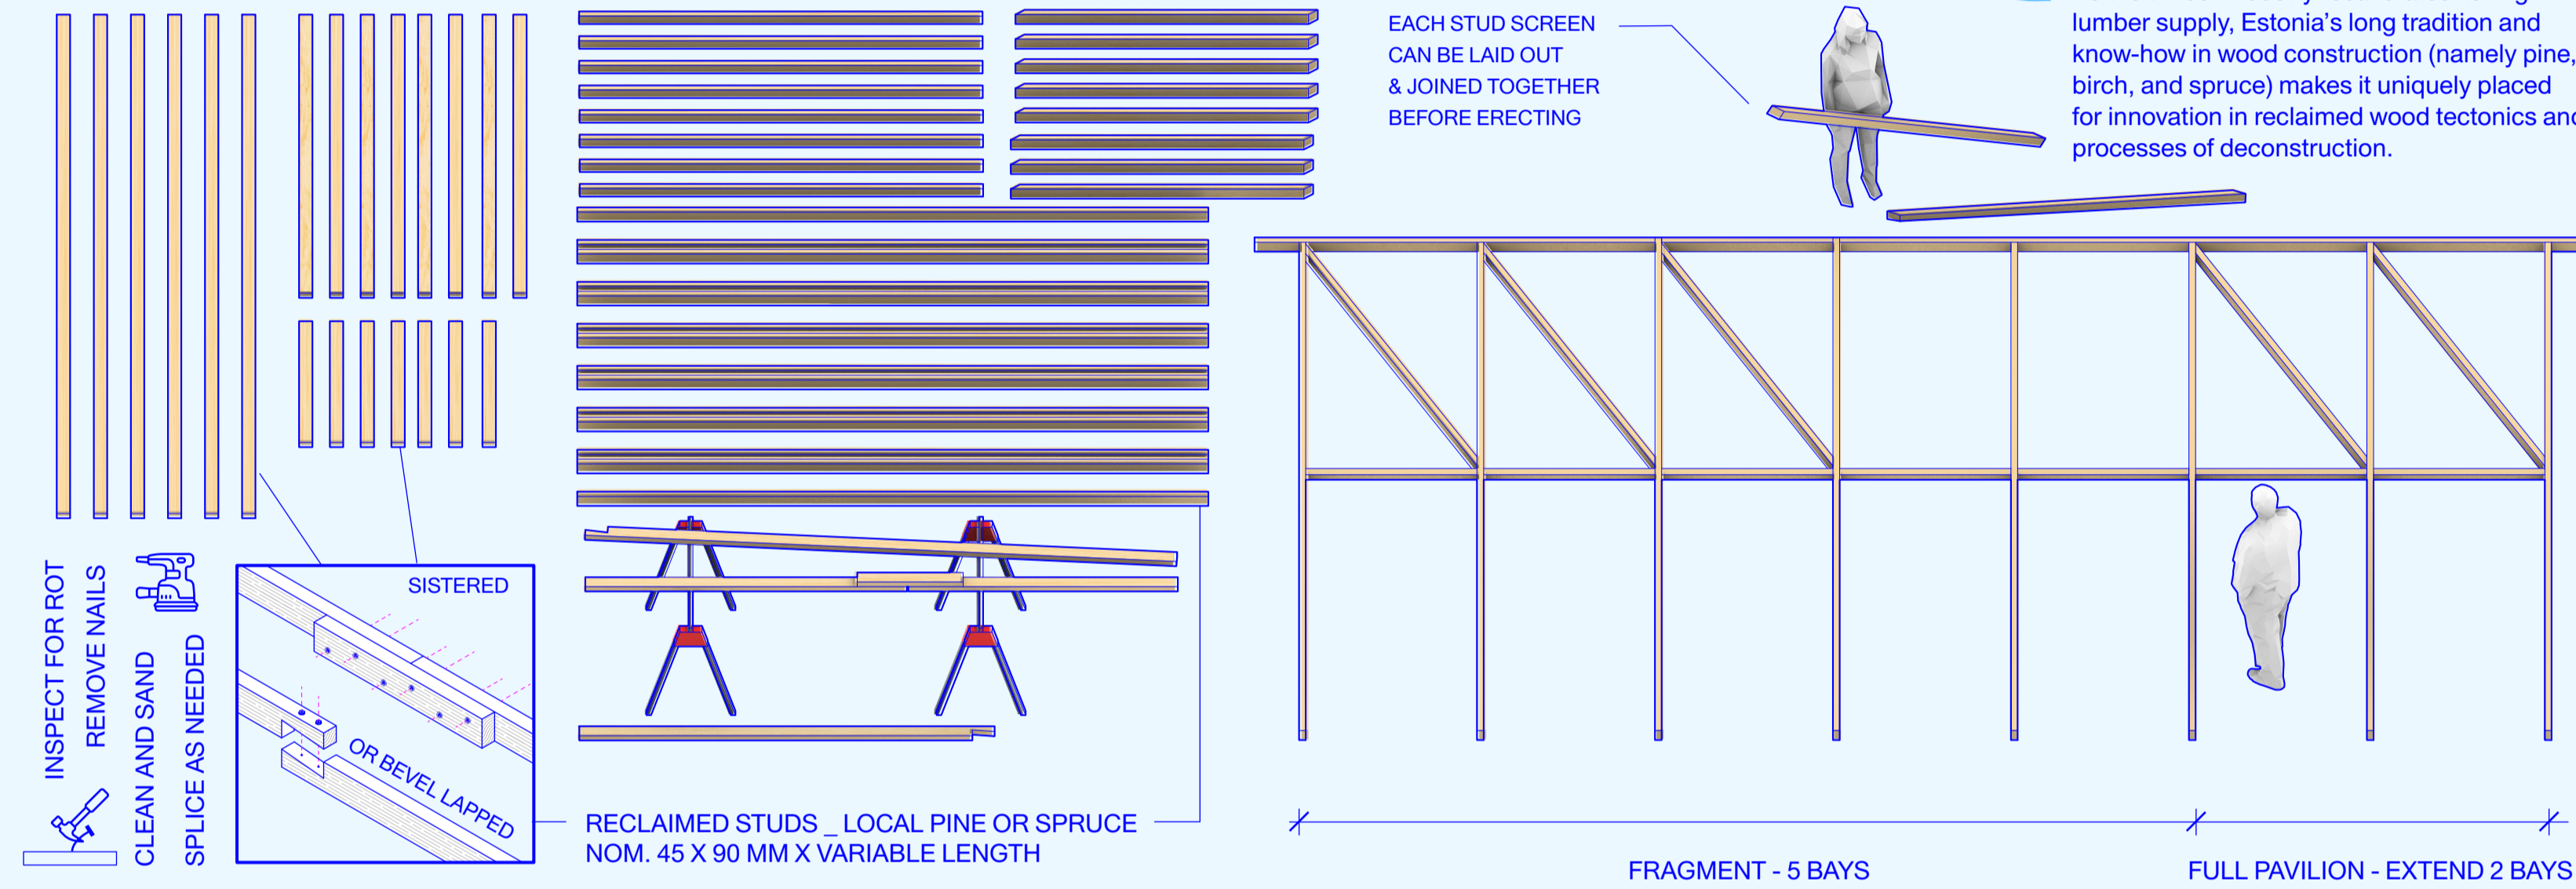 EACH STUD SCREEN
CAN BE LAID OUT
& JOINED TOGETHER
BEFORE ERECTING
lumber supply, Estonia's long tradition and
know-how in wood construction (namely pine,
birch, and spruce) makes it uniquely placed
for innovation in reclaimed wood tectonics and
processes of deconstruction.
INSPECT FOR ROT
REMOVE NAILS
CLEAN AND SAND
SPLICE AS NEEDED
SISTERED
OR BEVEL LAPPED
RECLAIMED STUDS _ LOCAL PINE OR SPRUCE
NOM. 45 X 90 MM X VARIABLE LENGTH
FRAGMENT - 5 BAYS
FULL PAVILION - EXTEND 2 BAYS